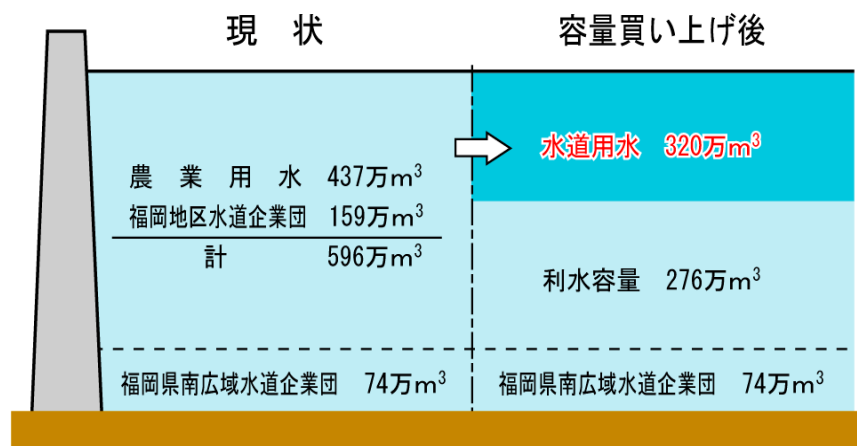 現 状
容量買い上げ後
農業用水 437万m³
福岡地区水道企業団 159万m³
計 596万m³
福岡県南広域水道企業団 74万m³
水道用水 320万m³
利水容量 276万m³
福岡県南広域水道企業団 74万m³